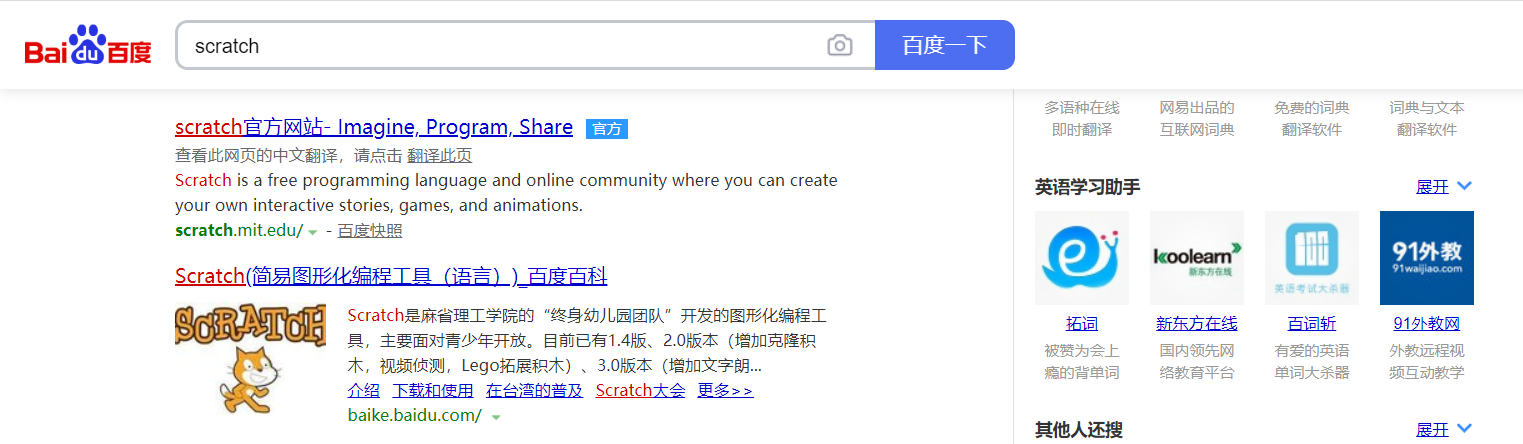 Bai du 百度
scratch
百度一下
scratch官方网站- Imagine, Program, Share 官方
查看此网页的中文翻译，请点击 翻译此页
Scratch is a free programming language and online community where you can create
your own interactive stories, games, and animations.
scratch.mit.edu/ - 百度快照
Scratch(简易图形化编程工具（语言）)_百度百科
SCRATCH
Scratch是麻省理工学院的“终身幼儿园团队”开发的图形化编程工
具，主要面对青少年开放。目前已有1.4版、2.0版本（增加克隆积
木，视频侦测，Lego拓展积木）、3.0版本（增加文字朗...
介绍 下载和使用 在台湾的普及 Scratch大会 更多>>
baike.baidu.com/
多语种在线 网易出品的 免费的词典 词典与文本
即时翻译 互联网词典 翻译软件 翻译软件
英语学习助手 展开
koolearn
新东方在线
100
英语考试大杀器
91外教
91waijiao.com
拓词 新东方在线 百词斩 91外教网
被赞为会上 国内领先网 有爱的英语 外教远程视
瘾的背单词 络教育平台 单词大杀器 频互动教学
其他人还搜 展开